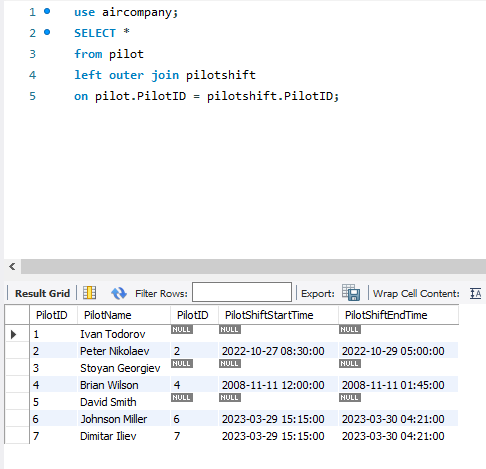 1 use aircompany;
2 SELECT *
3 from pilot
4 left outer join pilotshift
5 on pilot.PilotID = pilotshift.PilotID;
Result Grid Filter Rows: Export: Wrap Cell Content:
PilotID PilotName PilotID PilotShiftStartTime PilotShiftEndTime
1 Ivan Todorov NULL NULL NULL
2 Peter Nikolaev 2 2022-10-27 08:30:00 2022-10-29 05:00:00
3 Stoyan Georgiev NULL NULL NULL
4 Brian Wilson 4 2008-11-11 12:00:00 2008-11-11 01:45:00
5 David Smith NULL NULL NULL
6 Johnson Miller 6 2023-03-29 15:15:00 2023-03-30 04:21:00
7 Dimitar Iliev 7 2023-03-29 15:15:00 2023-03-30 04:21:00